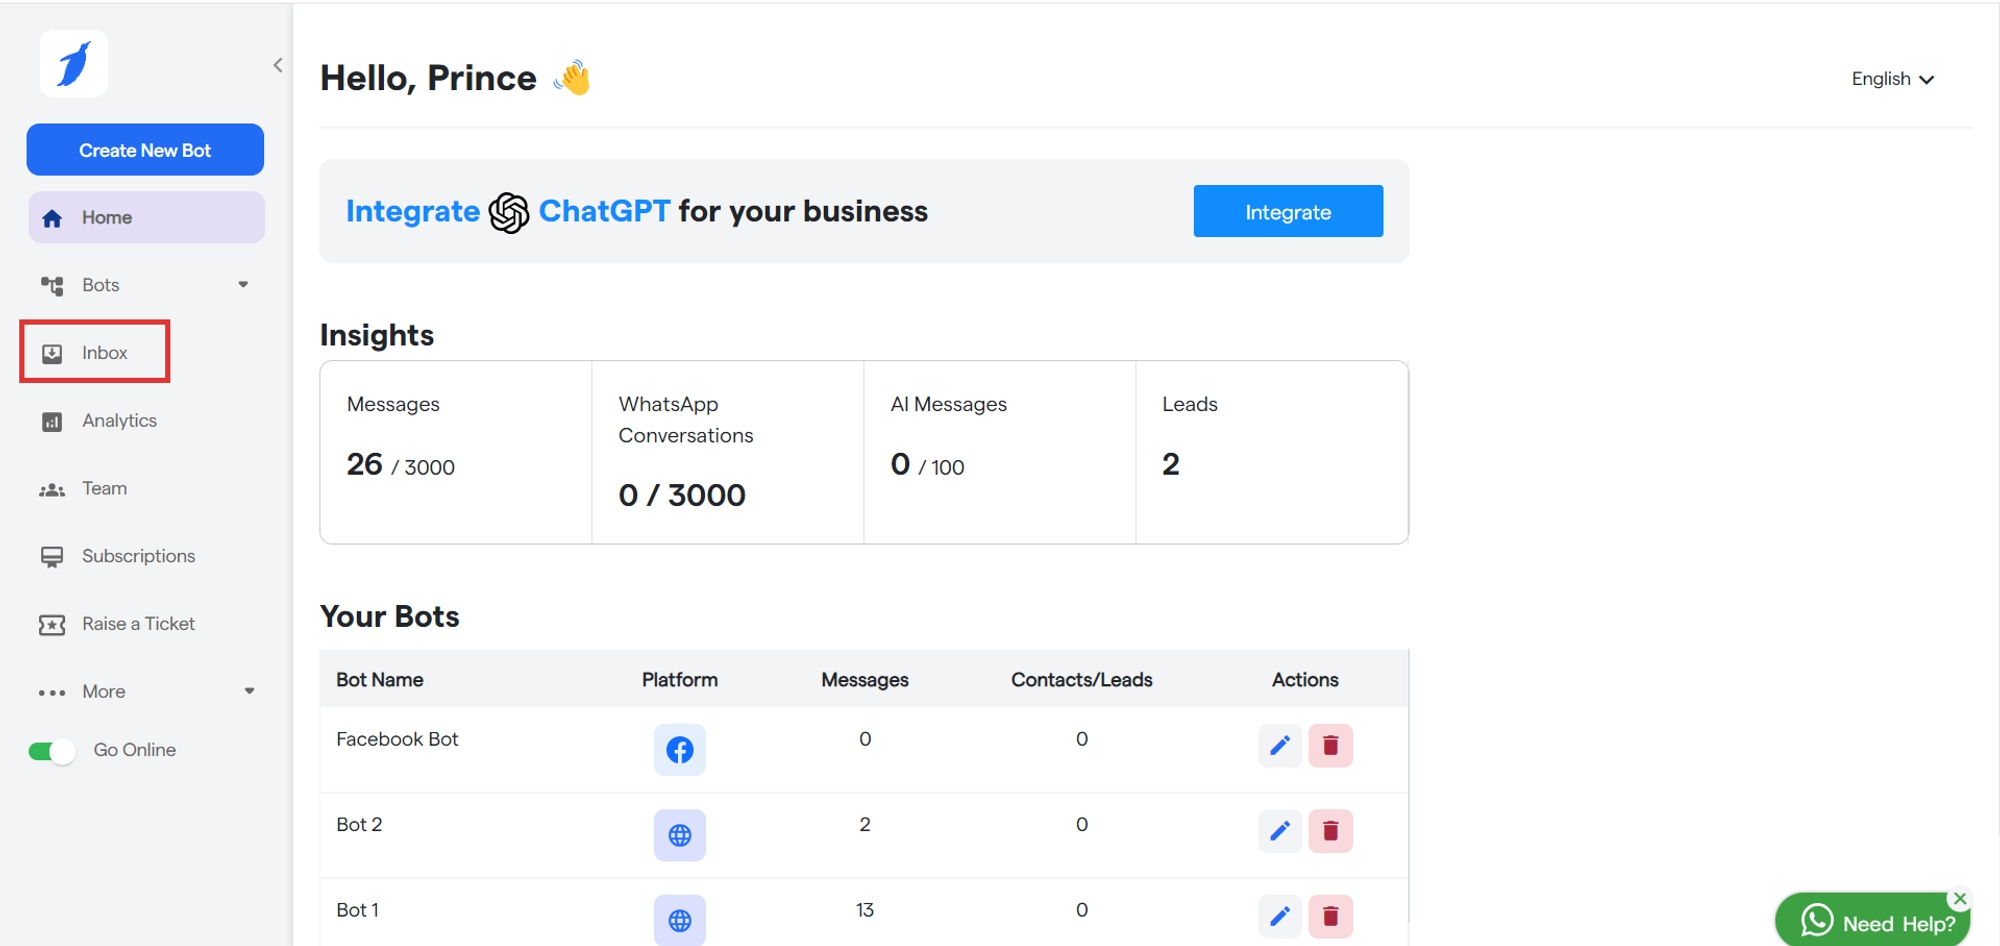 Create New Bot
Home
Bots
Inbox
Analytics
Team
Subscriptions
Raise a Ticket
More
Go Online
Hello, Prince
English
Integrate ChatGPT for your business
Integrate
Insights
Messages
26 / 3000
WhatsApp
Conversations
0 / 3000
AI Messages
0 / 100
Leads
2
Your Bots
Bot Name Platform Messages Contacts/Leads Actions
Facebook Bot 0 0
Bot 2 2 0
Bot 1 13 0
Need Help?